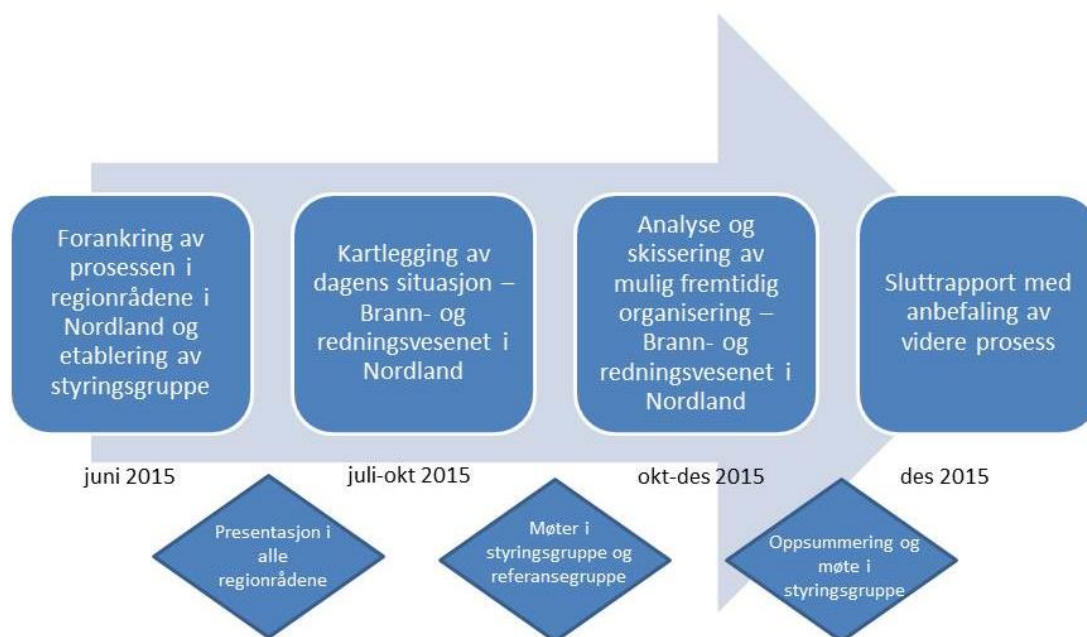 Forankring av
prosessen i
regionrådene i
Nordland og
etablering av
styringsgruppe
Kartlegging av
dagens situasjon –
Brann- og
redningsvesenet i
Nordland
Analyse og
skissering av
mulig fremtidig
organisering –
Brann- og
redningsvesenet i
Nordland
Sluttrapport med
anbefaling av
videre prosess
juni 2015
juli-okt 2015
okt-des 2015
des 2015
Presentasjon i
alle
regionrådene
Møter i
styringsgruppe og
referansegruppe
Oppsummering og
møte i
styringsgruppe